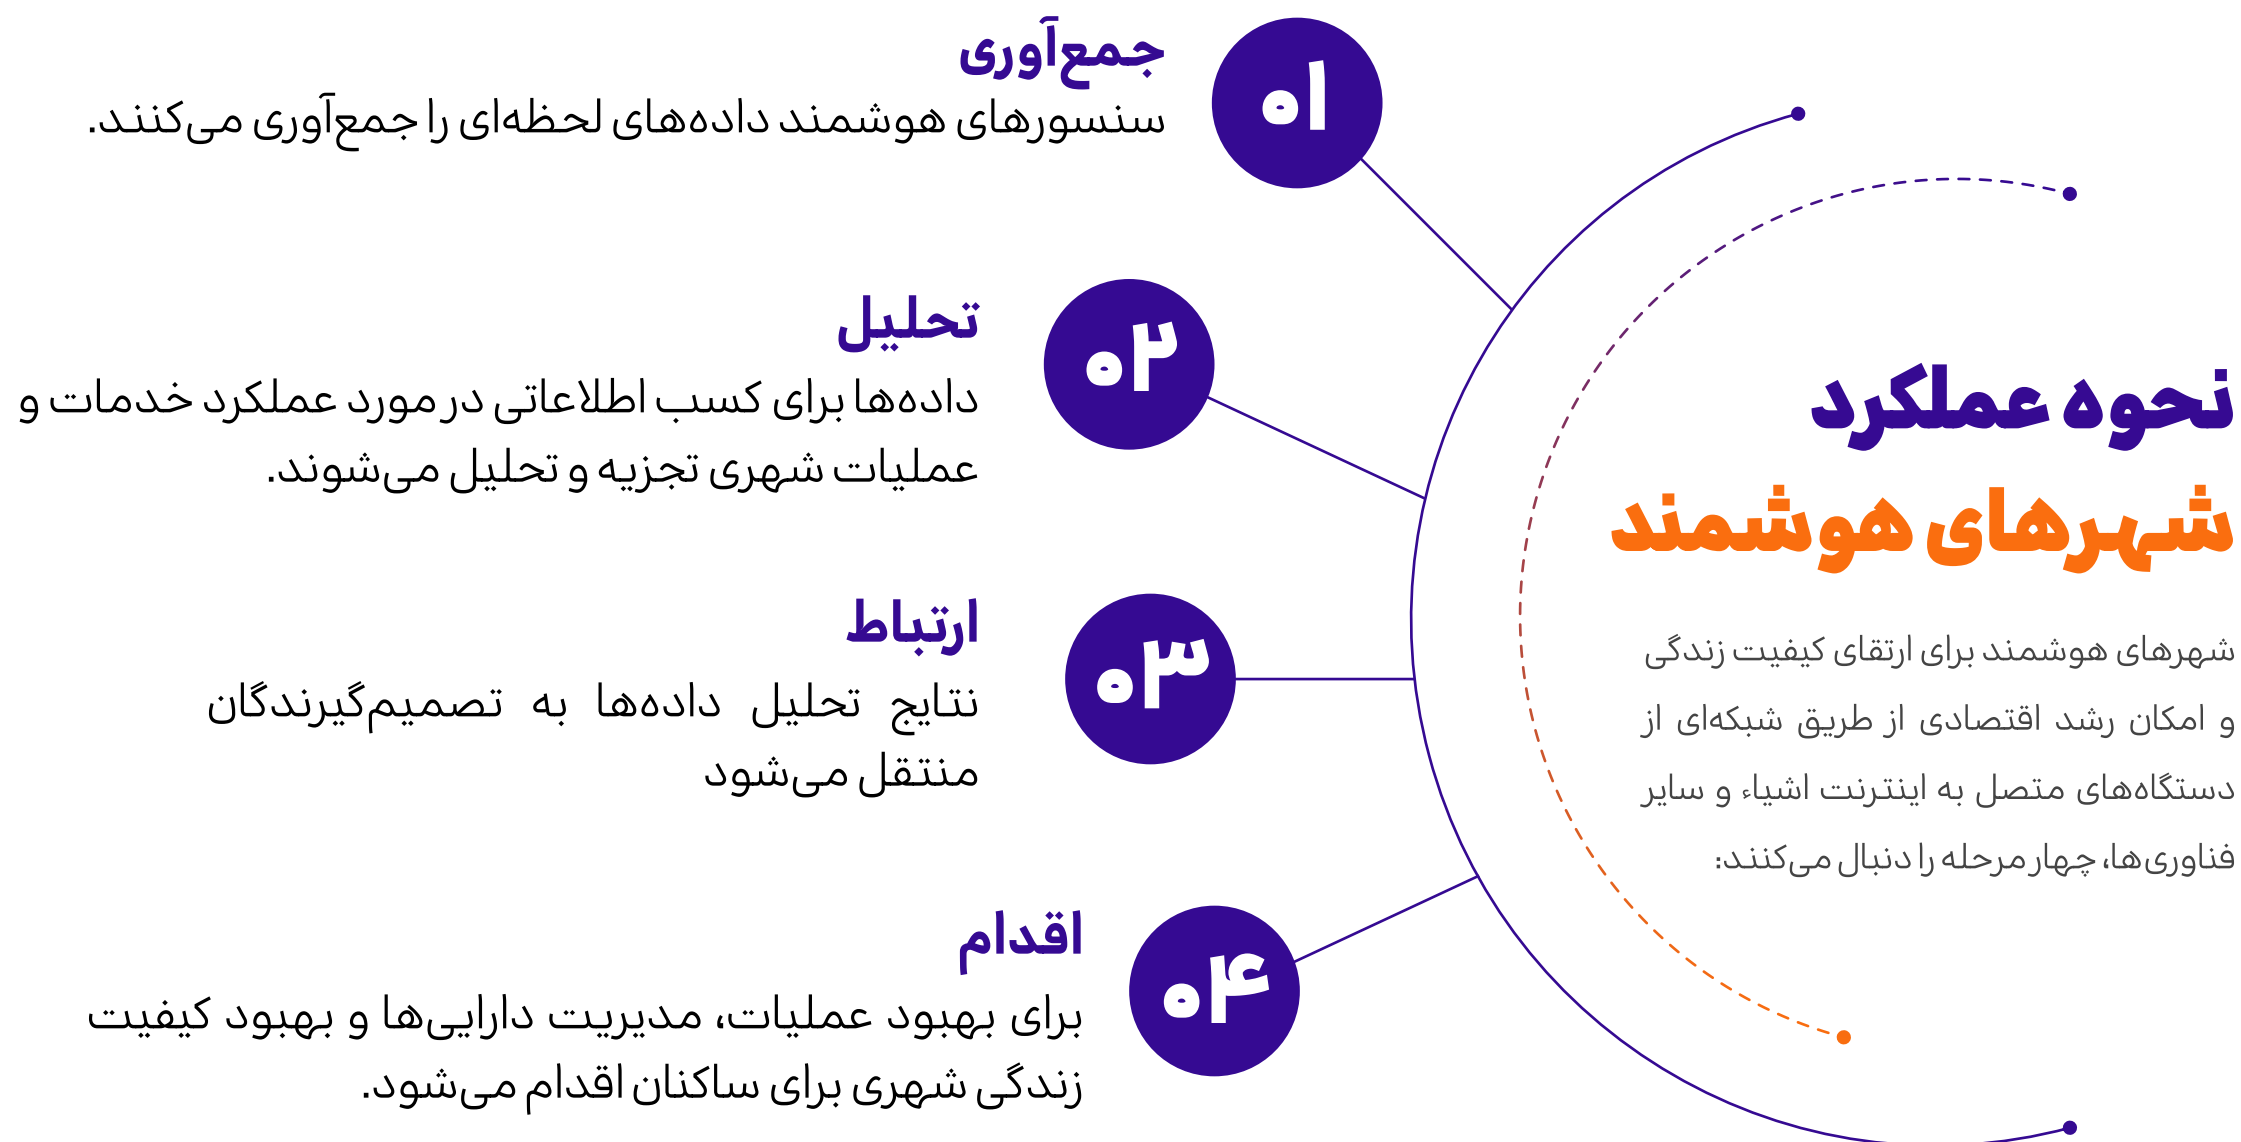 نحوه عملکرد
شهرهای هوشمند
شهرهای هوشمند برای ارتقای کیفیت زندگی
و امکان رشد اقتصادی از طریق شبکه‌ای از
دستگاه‌های متصل به اینترنت اشیاء و سایر
فناوری‌ها، چهار مرحله را دنبال می‌کنند:
۰۱
جمع‌آوری
سنسورهای هوشمند داده‌های لحظه‌ای را جمع‌آوری می‌کنند.
۰۲
تحلیل
داده‌ها برای کسب اطلاعاتی در مورد عملکرد خدمات و
عملیات شهری تجزیه و تحلیل می‌شوند.
۰۳
ارتباط
نتایج تحلیل داده‌ها به تصمیم‌گیرندگان
منتقل می‌شود
۰۴
اقدام
برای بهبود عملیات، مدیریت دارایی‌ها و بهبود کیفیت
زندگی شهری برای ساکنان اقدام می‌شود.